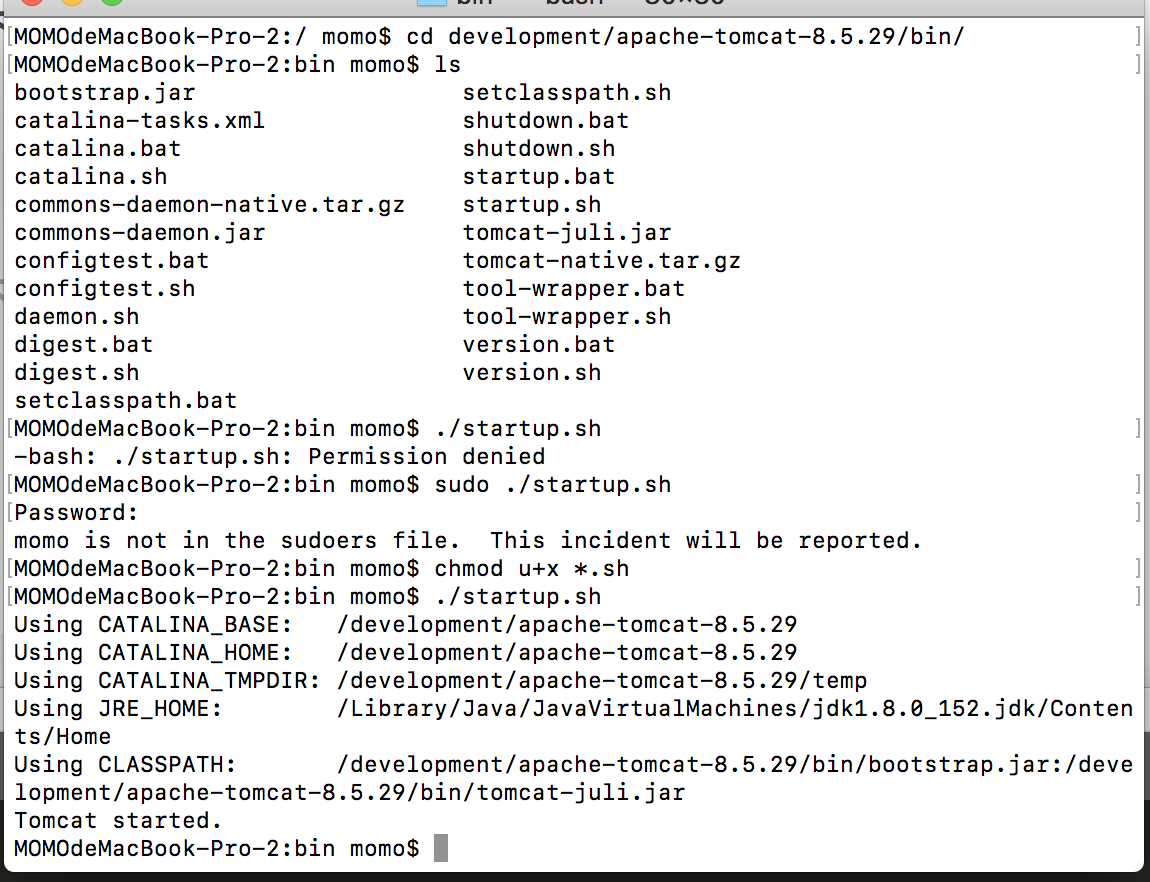 MOMOdeMacBook-Pro-2:/ momo$ cd development/apache-tomcat-8.5.29/bin/
MOMOdeMacBook-Pro-2:bin momo$ ls
bootstrap.jar setclasspath.sh
catalina-tasks.xml shutdown.bat
catalina.bat shutdown.sh
catalina.sh startup.bat
commons-daemon-native.tar.gz startup.sh
commons-daemon.jar tomcat-juli.jar
configtest.bat tomcat-native.tar.gz
configtest.sh tool-wrapper.bat
daemon.sh tool-wrapper.sh
digest.bat version.bat
digest.sh version.sh
setclasspath.bat
MOMOdeMacBook-Pro-2:bin momo$ ./startup.sh
-bash: ./startup.sh: Permission denied
MOMOdeMacBook-Pro-2:bin momo$ sudo ./startup.sh
Password:
momo is not in the sudoers file.  This incident will be reported.
MOMOdeMacBook-Pro-2:bin momo$ chmod u+x *.sh
MOMOdeMacBook-Pro-2:bin momo$ ./startup.sh
Using CATALINA_BASE:   /development/apache-tomcat-8.5.29
Using CATALINA_HOME:   /development/apache-tomcat-8.5.29
Using CATALINA_TMPDIR: /development/apache-tomcat-8.5.29/temp
Using JRE_HOME:        /Library/Java/JavaVirtualMachines/jdk1.8.0_152.jdk/Conten
ts/Home
Using CLASSPATH:       /development/apache-tomcat-8.5.29/bin/bootstrap.jar:/deve
lopment/apache-tomcat-8.5.29/bin/tomcat-juli.jar
Tomcat started.
MOMOdeMacBook-Pro-2:bin momo$